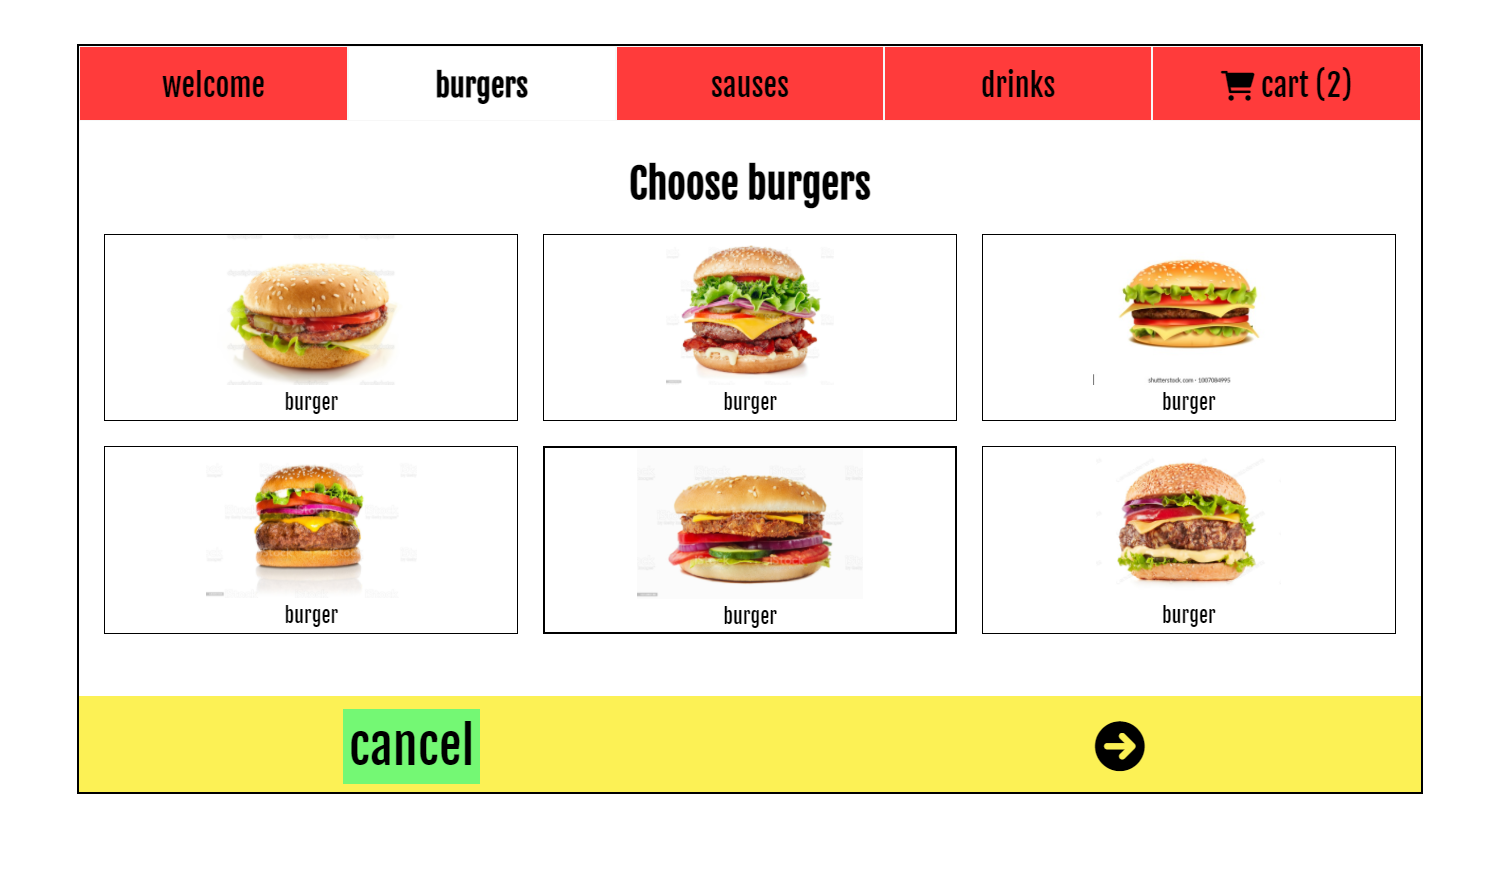 welcome
burgers
sauses
drinks
cart (2)
Choose burgers
burger
burger
shutterstock.com · 1007084995
burger
burger
burger
burger
cancel